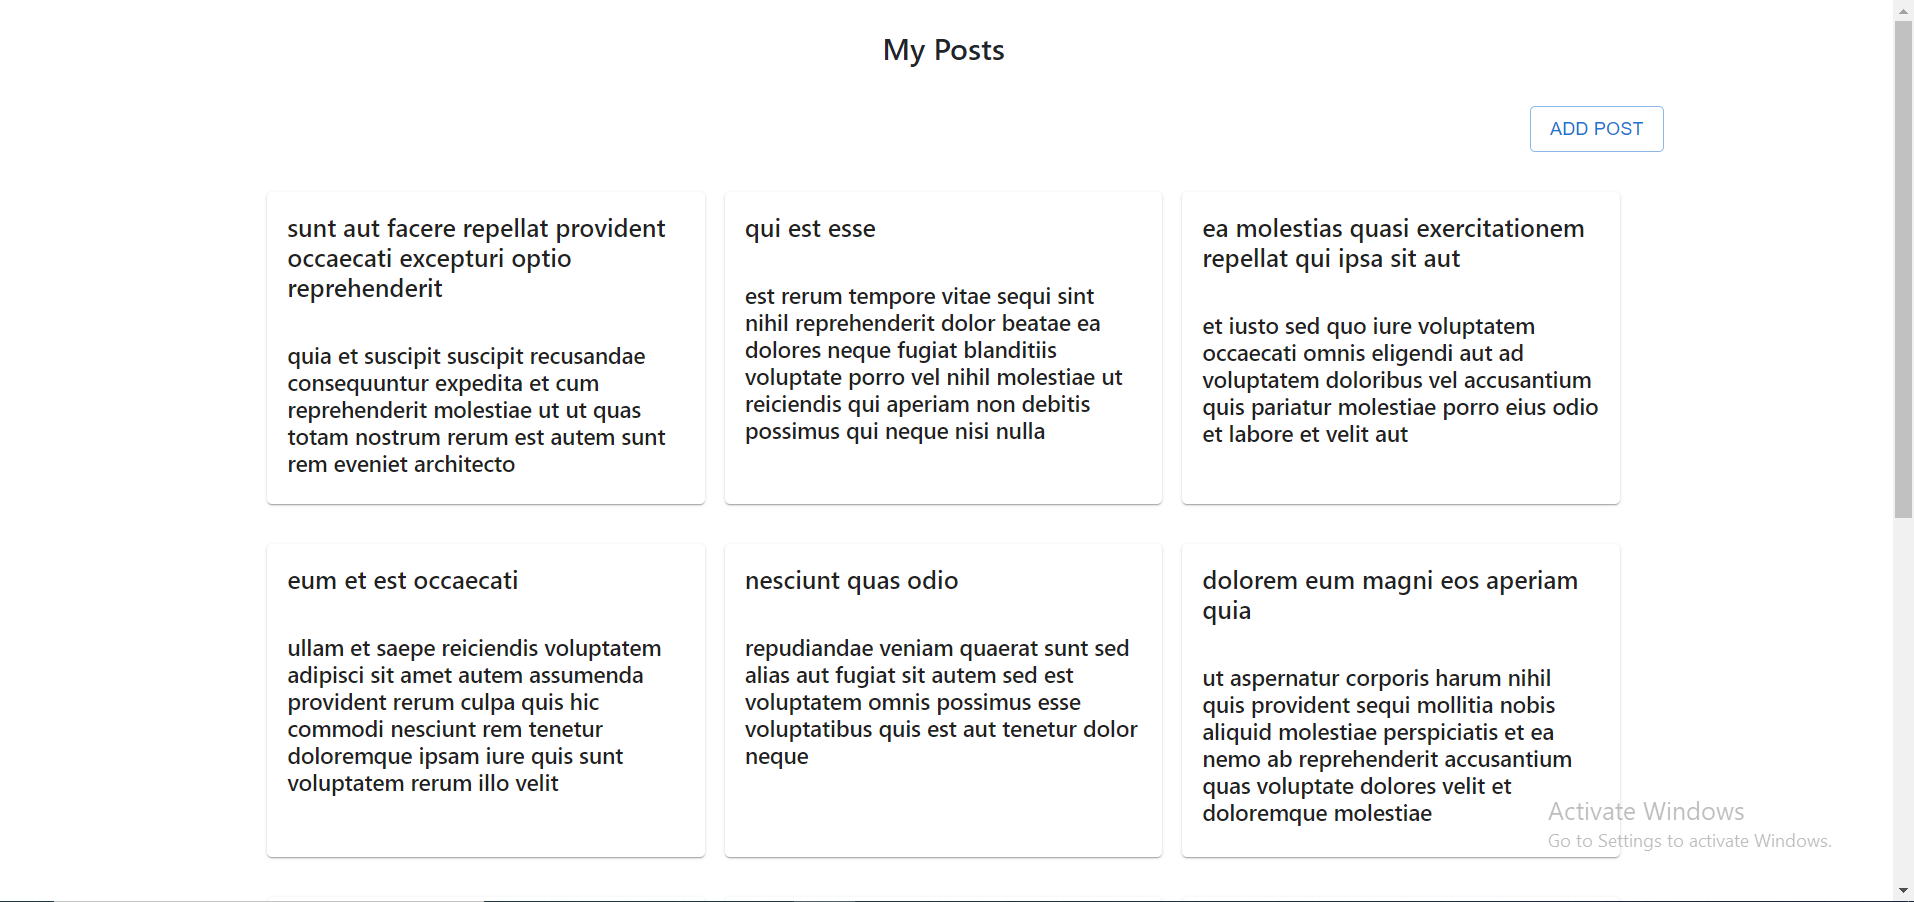 My Posts
ADD POST
sunt aut facere repellat provident
occaecati excepturi optio
reprehenderit
quia et suscipit suscipit recusandae
consequuntur expedita et cum
reprehenderit molestiae ut ut quas
totam nostrum rerum est autem sunt
rem eveniet architecto
qui est esse
est rerum tempore vitae sequi sint
nihil reprehenderit dolor beatae ea
dolores neque fugiat blanditiis
voluptate porro vel nihil molestiae ut
reiciendis qui aperiam non debitis
possimus qui neque nisi nulla
ea molestias quasi exercitationem
repellat qui ipsa sit aut
et iusto sed quo iure voluptatem
occaecati omnis eligendi aut ad
voluptatem doloribus vel accusantium
quis pariatur molestiae porro eius odio
et labore et velit aut
eum et est occaecati
ullam et saepe reiciendis voluptatem
adipisci sit amet autem assumenda
provident rerum culpa quis hic
commodi nesciunt rem tenetur
doloremque ipsam iure quis sunt
voluptatem rerum illo velit
nesciunt quas odio
repudiandae veniam quaerat sunt sed
alias aut fugiat sit autem sed est
voluptatem omnis possimus esse
voluptatibus quis est aut tenetur dolor
neque
dolorem eum magni eos aperiam
quia
ut aspernatur corporis harum nihil
quis provident sequi mollitia nobis
aliquid molestiae perspiciatis et ea
nemo ab reprehenderit accusantium
quas voluptate dolores velit et
doloremque molestiae
Activate Windows
Go to Settings to activate Windows.